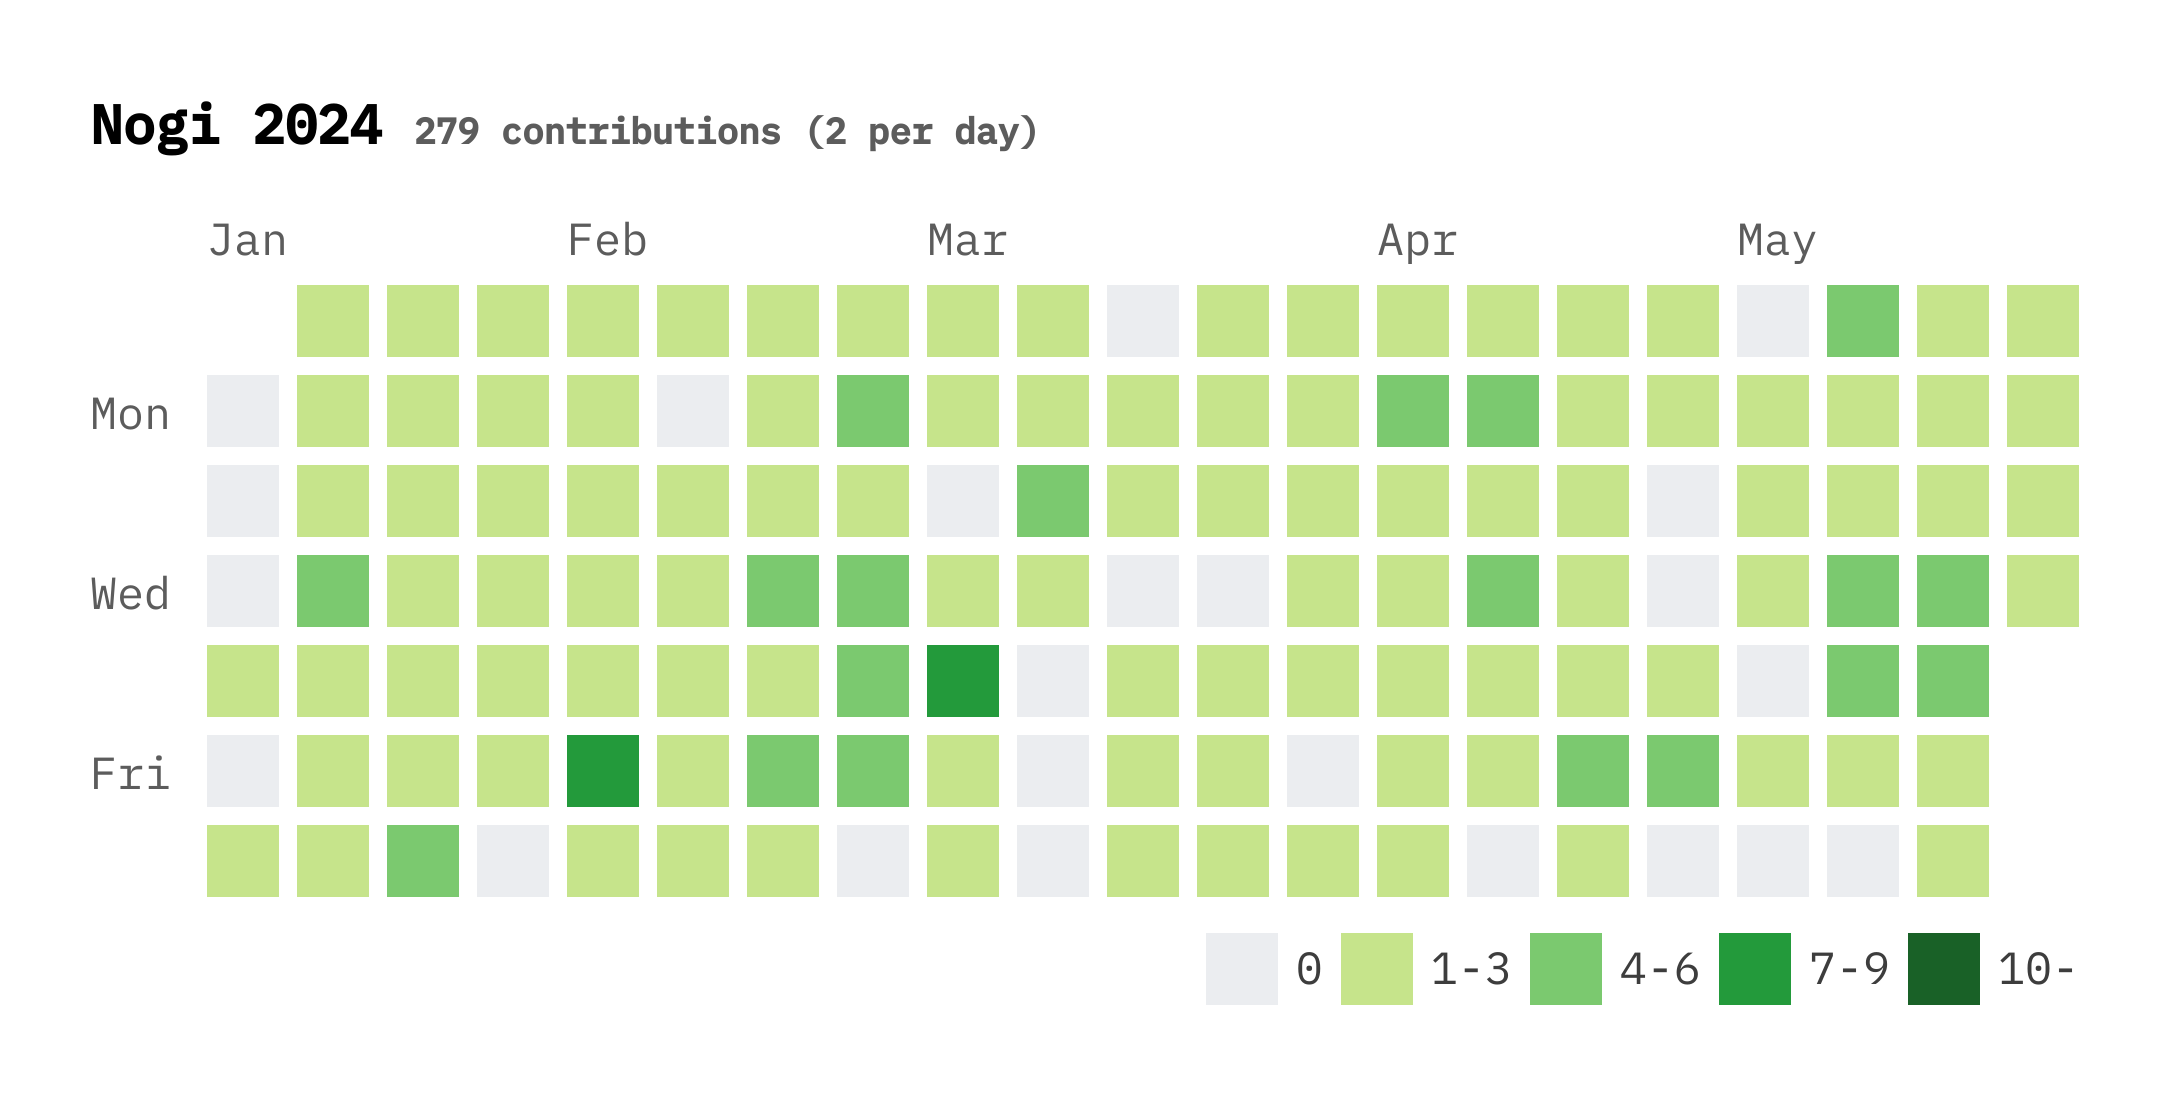 Nogi 2024 279 contributions (2 per day)
Jan Feb Mar Apr May
Mon
Wed
Fri
0 1-3 4-6 7-9 10-